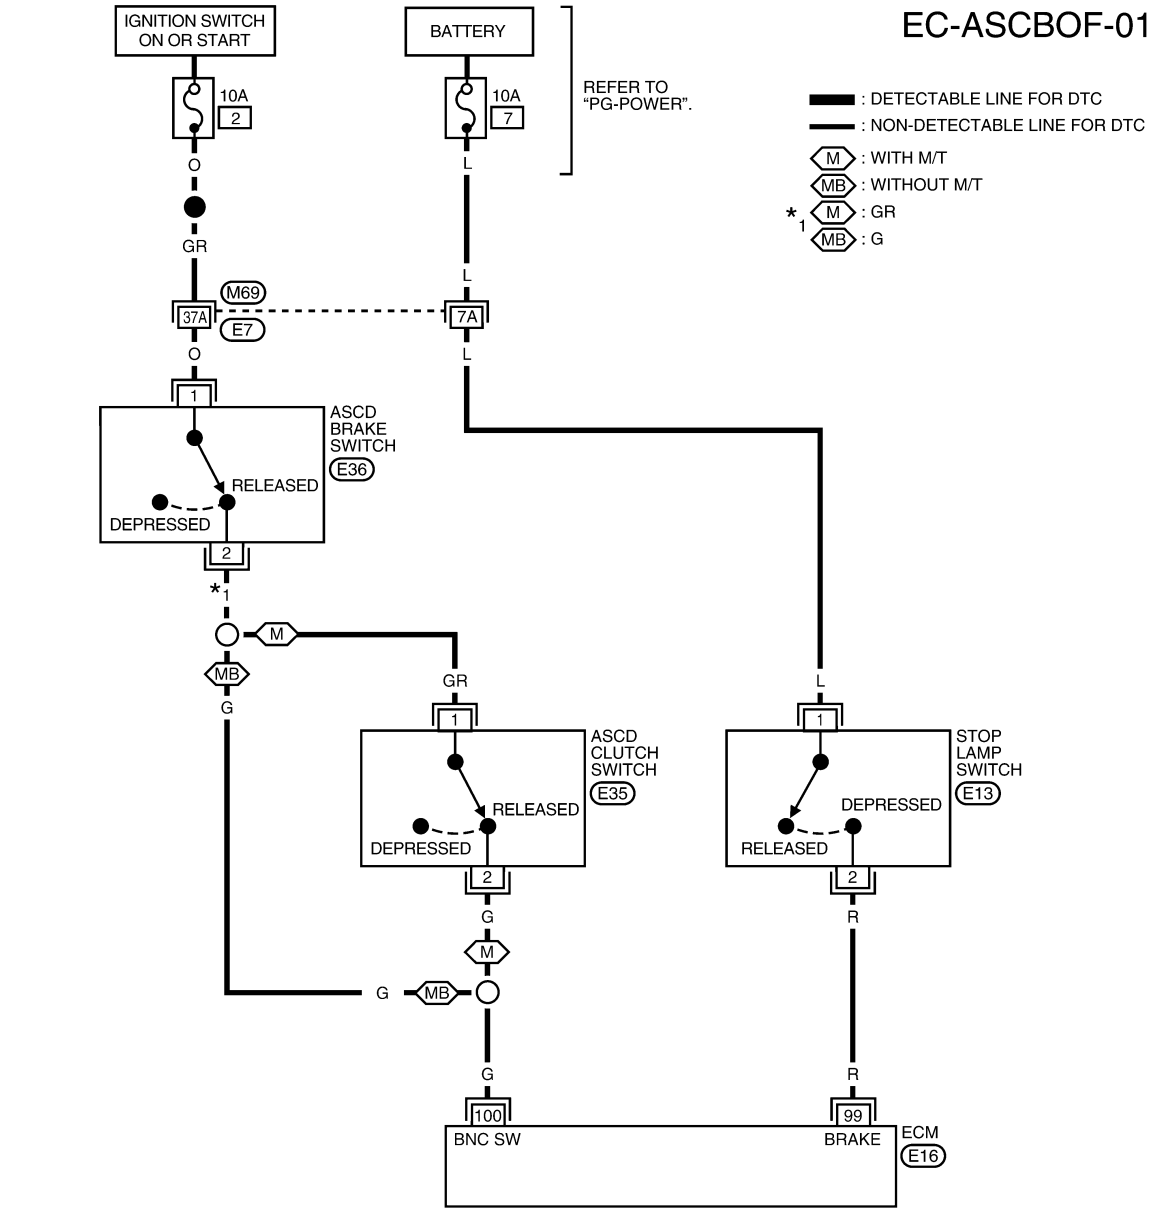 EC-ASCBOF-01
IGNITION SWITCH
ON OR START
BATTERY
10A
2
10A
7
REFER TO
“PG-POWER”.
: DETECTABLE LINE FOR DTC
: NON-DETECTABLE LINE FOR DTC
M : WITH M/T
MB : WITHOUT M/T
*1 M : GR
MB : G
O
L
GR
L
M69
37A
7A
E7
O
L
1
ASCD
BRAKE
SWITCH
E36
RELEASED
DEPRESSED
2
*1
M
MB
G
GR
L
1
ASCD
CLUTCH
SWITCH
E35
RELEASED
DEPRESSED
2
1
STOP
LAMP
SWITCH
E13
DEPRESSED
RELEASED
2
G
R
M
G
MB
G
R
100
99
BNC SW
BRAKE
ECM
E16